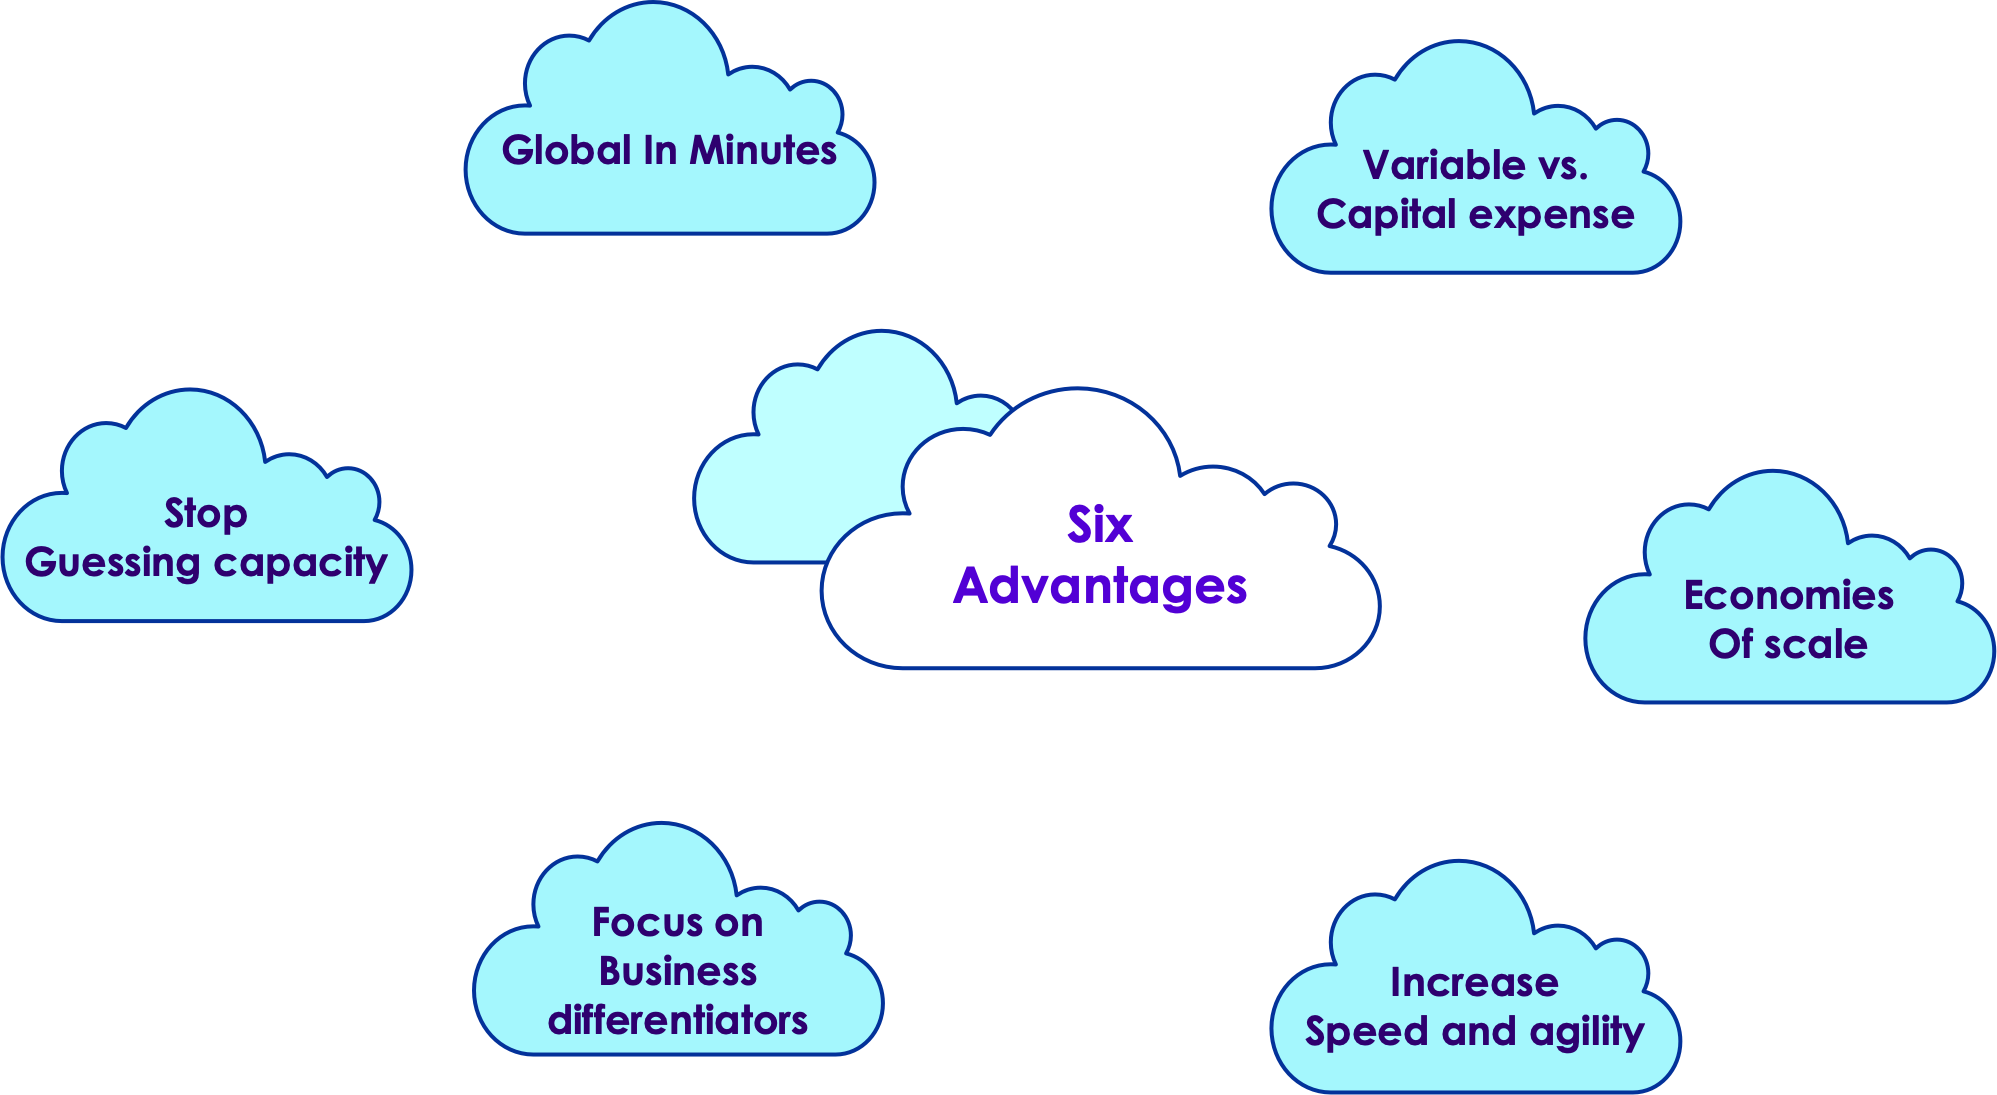 Global In Minutes
Variable vs.
Capital expense
Stop
Guessing capacity
Six
Advantages
Economies
Of scale
Focus on
Business
differentiators
Increase
Speed and agility